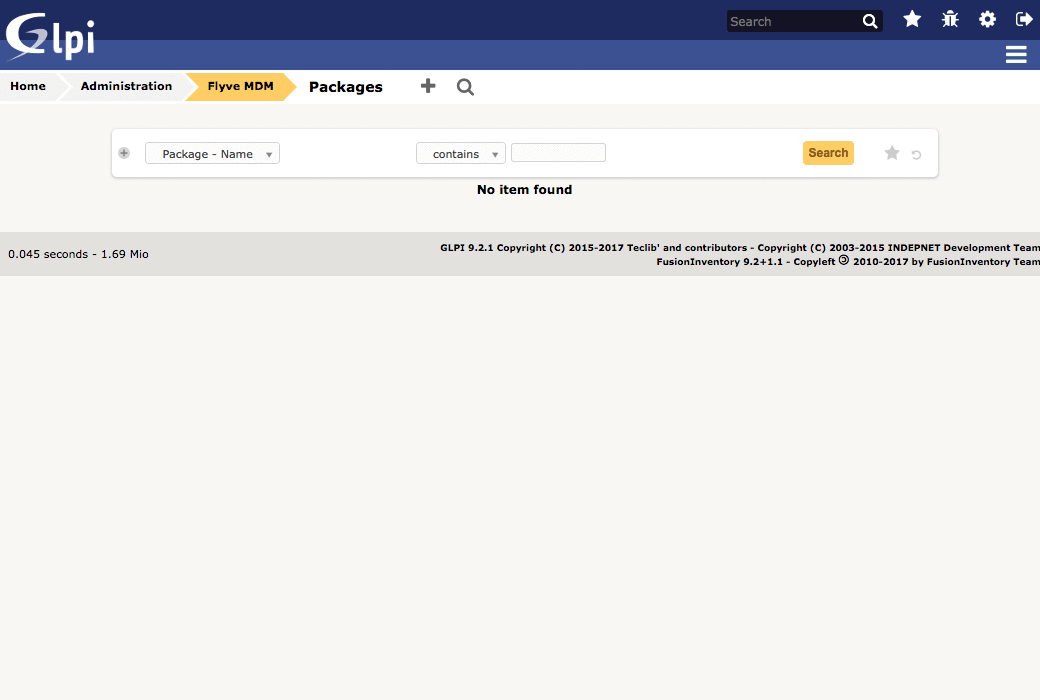 Glpi
Search
Home Administration Flyve MDM Packages
Package - Name contains Search
No item found
0.045 seconds - 1.69 Mio
GLPI 9.2.1 Copyright (C) 2015-2017 Teclib' and contributors - Copyright (C) 2003-2015 INDEPNET Development Team
FusionInventory 9.2+1.1 - Copyleft 🄯 2010-2017 by FusionInventory Team